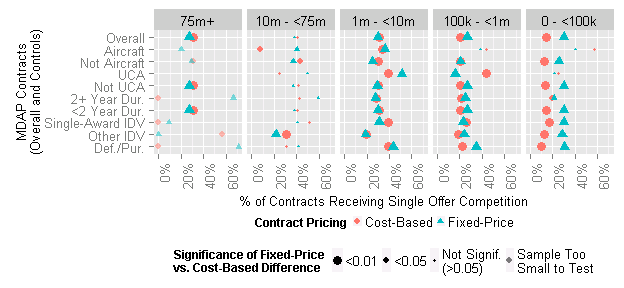 75m+ 10m - <75m 1m - <10m 100k - <1m 0 - <100k
MDAP Contracts
(Overall and Controls)
Overall
Aircraft
Not Aircraft
UCA
Not UCA
2+ Year Dur.
<2 Year Dur.
Single-Award IDV
Other IDV
Def./Pur.
0% 20% 40% 60% 0% 20% 40% 60% 0% 20% 40% 60% 0% 20% 40% 60% 0% 20% 40% 60%
% of Contracts Receiving Single Offer Competition
Contract Pricing Cost-Based Fixed-Price
Significance of Fixed-Price
vs. Cost-Based Difference
<0.01 <0.05 Not Signif.
(>0.05)
Sample Too
Small to Test